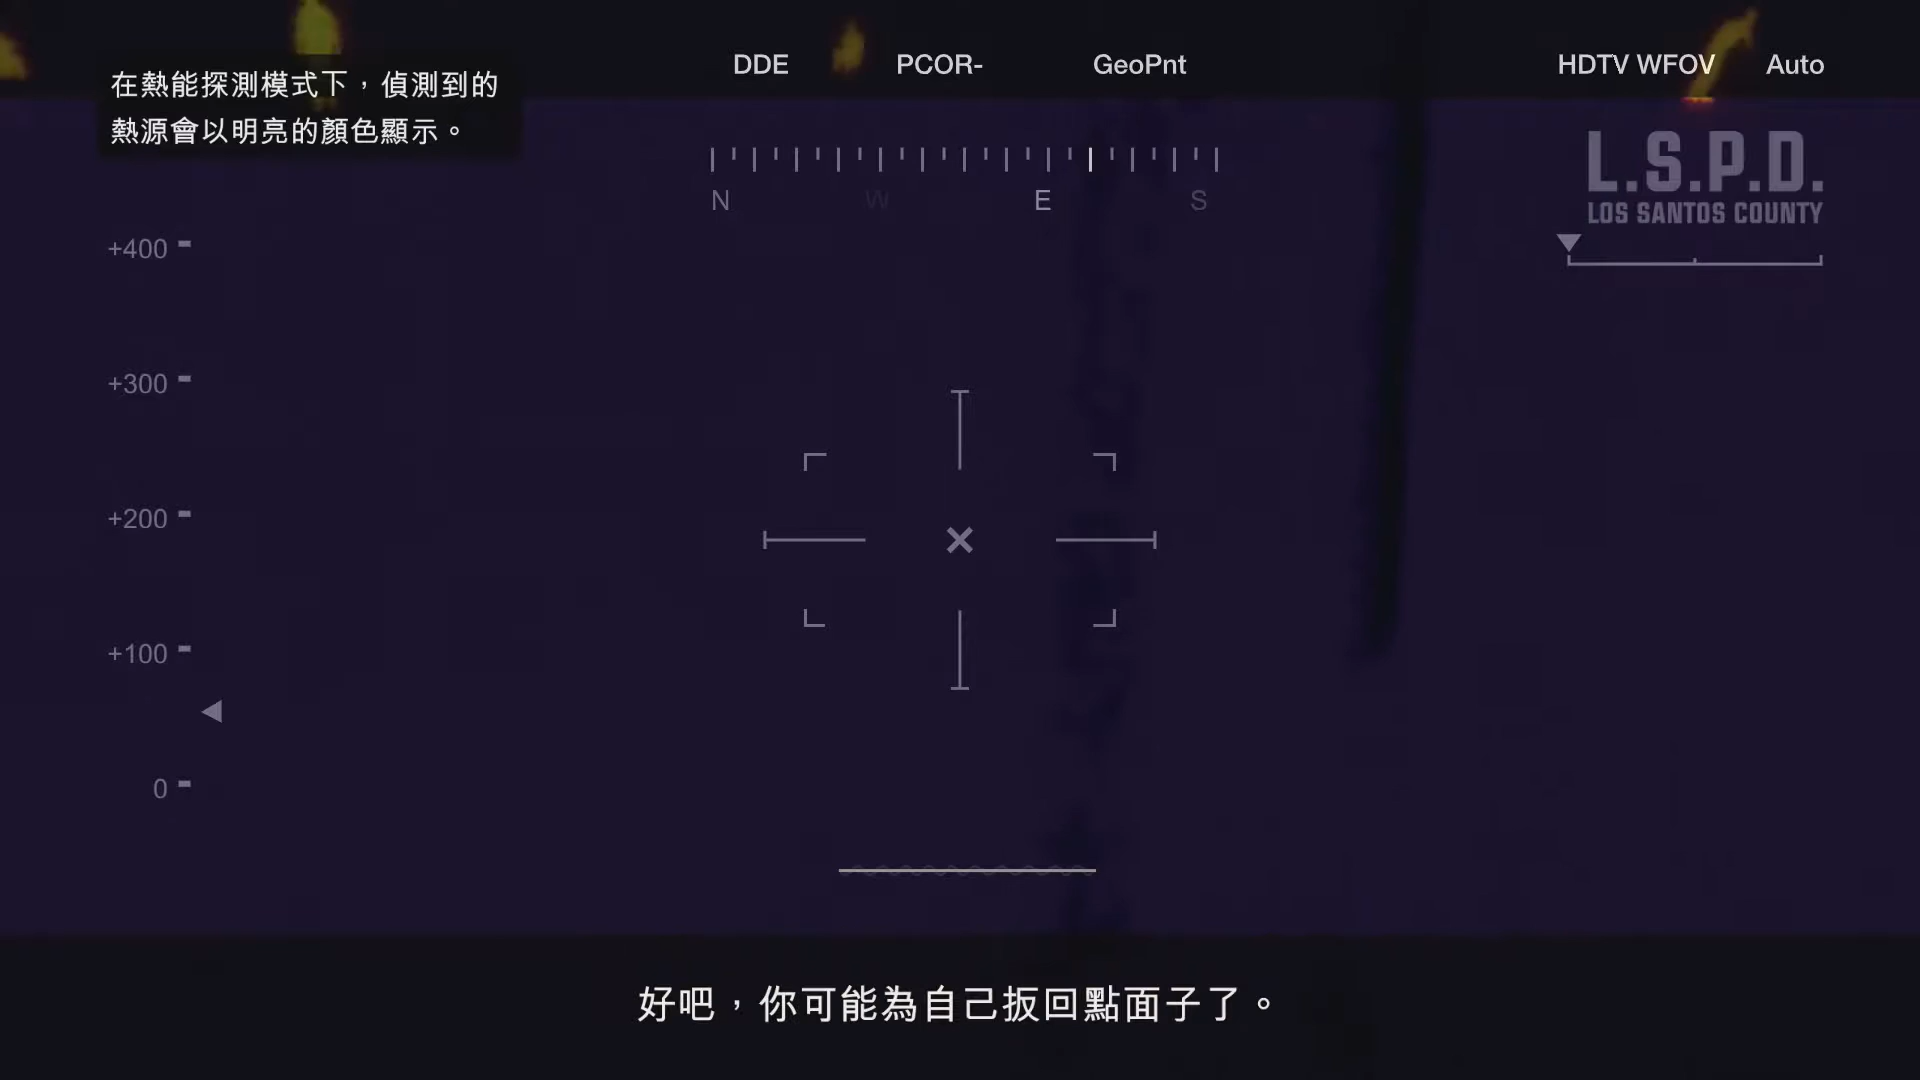 DDE PCOR- GeoPnt HDTV WFOV Auto
在熱能探測模式下，偵測到的
熱源會以明亮的顏色顯示。
L.S.P.D.
LOS SANTOS COUNTY
N W E S
+400
+300
+200
+100
0
好吧，你可能為自己扳回點面子了。